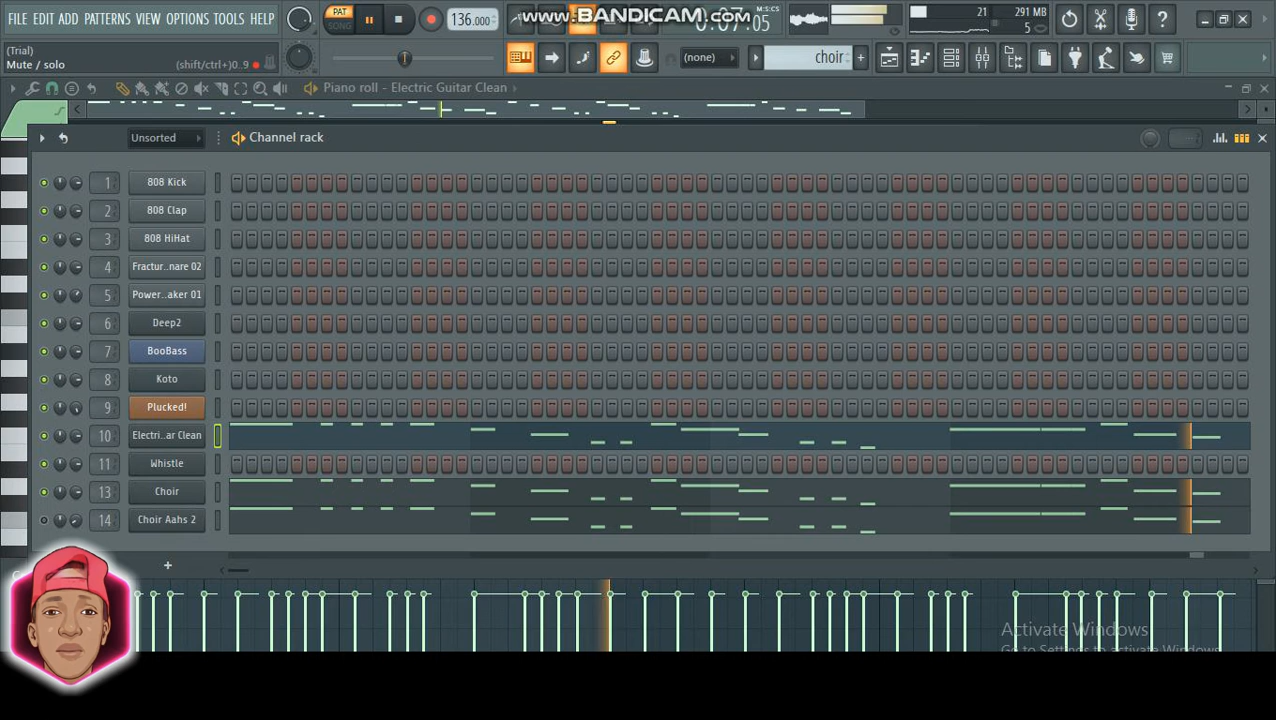 FILE EDIT ADD PATTERNS VIEW OPTIONS TOOLS HELP
PAT
136.000
www.BANDICAM.com
0:07:05
M:S:CS
21
291 MB
5
(Trial)
Mute / solo
(shift/ctrl+)0..9
(none)
choir
Piano roll - Electric Guitar Clean
Unsorted
Channel rack
1 808 Kick
2 808 Clap
3 808 HiHat
4 Fractur..nare 02
5 Power..aker 01
6 Deep2
7 BooBass
8 Koto
9 Plucked!
10 Electri..ar Clean
11 Whistle
13 Choir
14 Choir Aahs 2
Activate Windows
Go to Settings to activate Windows.